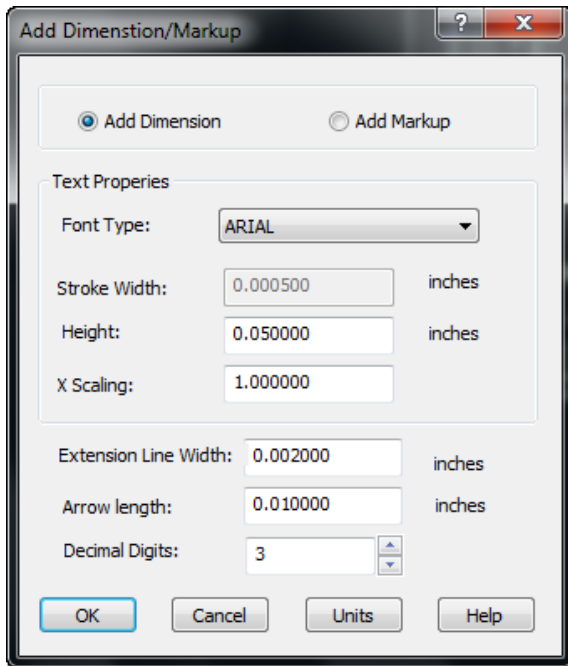 Add Dimenstion/Markup
Add Dimension Add Markup
Text Properies
Font Type: ARIAL
Stroke Width: 0.000500 inches
Height: 0.050000 inches
X Scaling: 1.000000
Extension Line Width: 0.002000 inches
Arrow length: 0.010000 inches
Decimal Digits: 3
OK Cancel Units Help